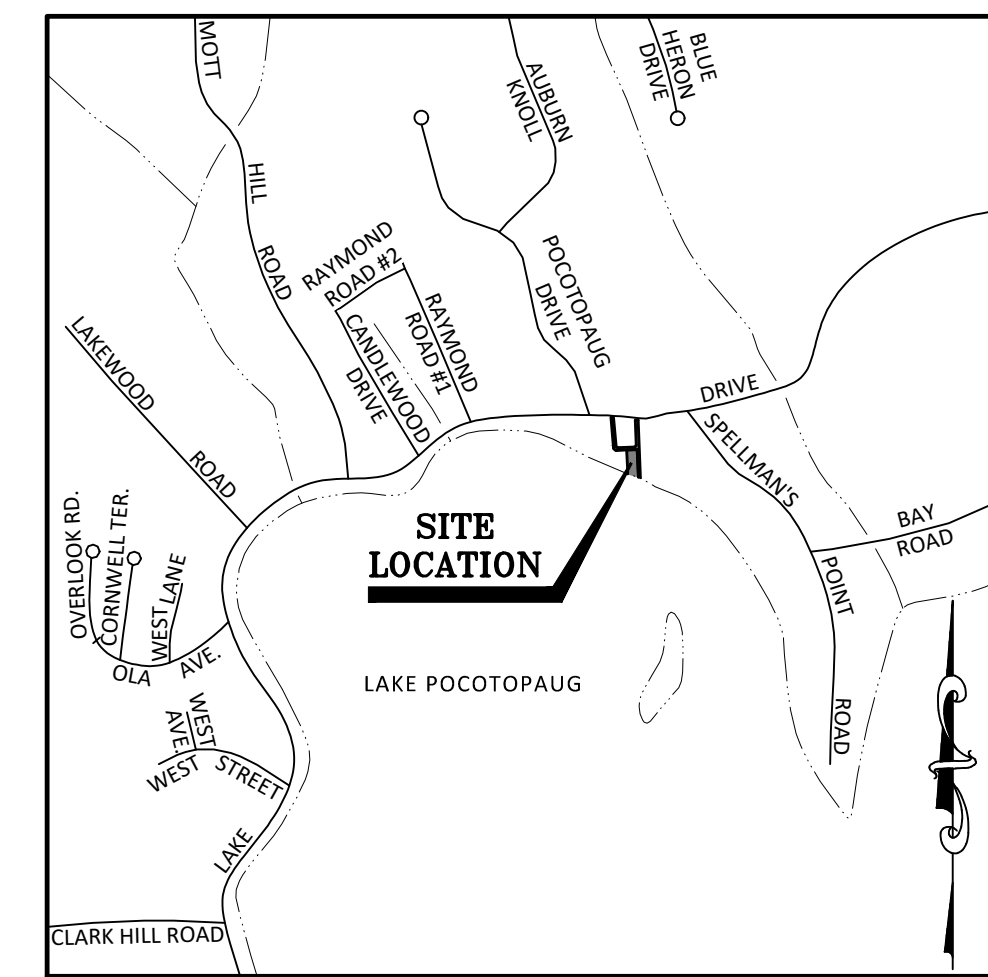 MOTT
HILL
ROAD
AUBURN
KNOLL
BLUE
HERON
DRIVE
RAYMOND
ROAD #2
RAYMOND
ROAD #1
CANDLEWOOD
DRIVE
POCOTOPAUG
DRIVE
LAKEWOOD
ROAD
DRIVE
SPELLMAN'S
POINT
ROAD
BAY
ROAD
SITE
LOCATION
OVERLOOK RD.
CORNWELL TER.
WEST LANE
OLA AVE.
LAKE POCOTOPAUG
WEST
AVE.
WEST STREET
LAKE
CLARK HILL ROAD